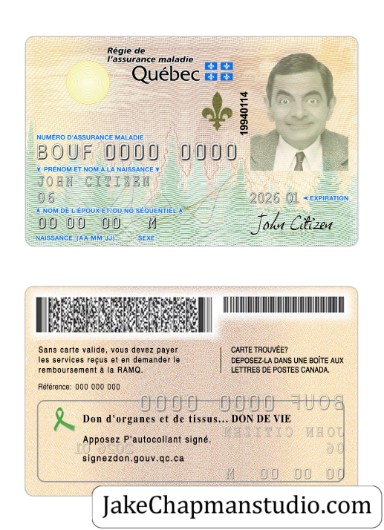 Régie de
l'assurance maladie
Québec
19940114
NUMÉRO D'ASSURANCE MALADIE
BOUF 0000 0000
▼ PRÉNOM ET NOM À LA NAISSANCE ▼
JOHN CITIZEN
06
2026 01 ◄ EXPIRATION
▲ NOM DE L'ÉPOUX ET/OU NO SÉQUENTIEL ▲
00 00 00 M
John Citizen
NAISSANCE (AA MM JJ) SEXE
Sans carte valide, vous devez payer
les services reçus et en demander le
remboursement à la RAMQ.
Référence: 000 000 000
CARTE TROUVÉE?
DEPOSEZ-LA DANS UNE BOÎTE AUX
LETTRES DE POSTES CANADA.
BOUF 0000 0000
Don d'organes et de tissus... DON DE VIE
JOHN CITIZEN
Apposez P'autocollant signé.
06
2026 01
signezdon.gouv.qc.ca
00 00 00 M
JakeChapmanstudio.com